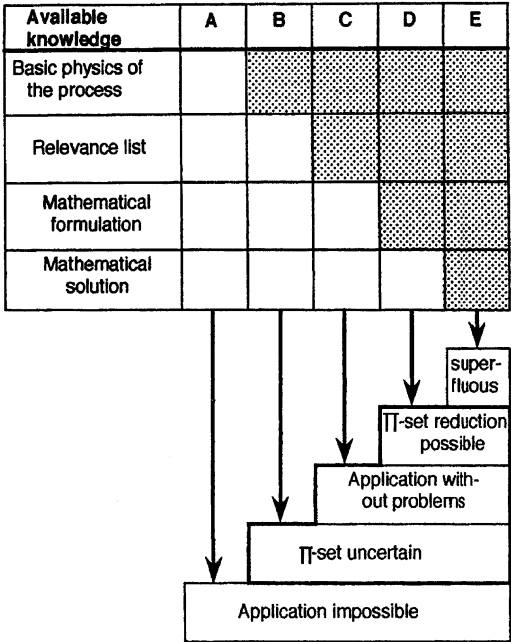 Available
knowledge
A
B
C
D
E
Basic physics of
the process
Relevance list
Mathematical
formulation
Mathematical
solution
super-
fluous
∏-set reduction
possible
Application with-
out problems
∏-set uncertain
Application impossible